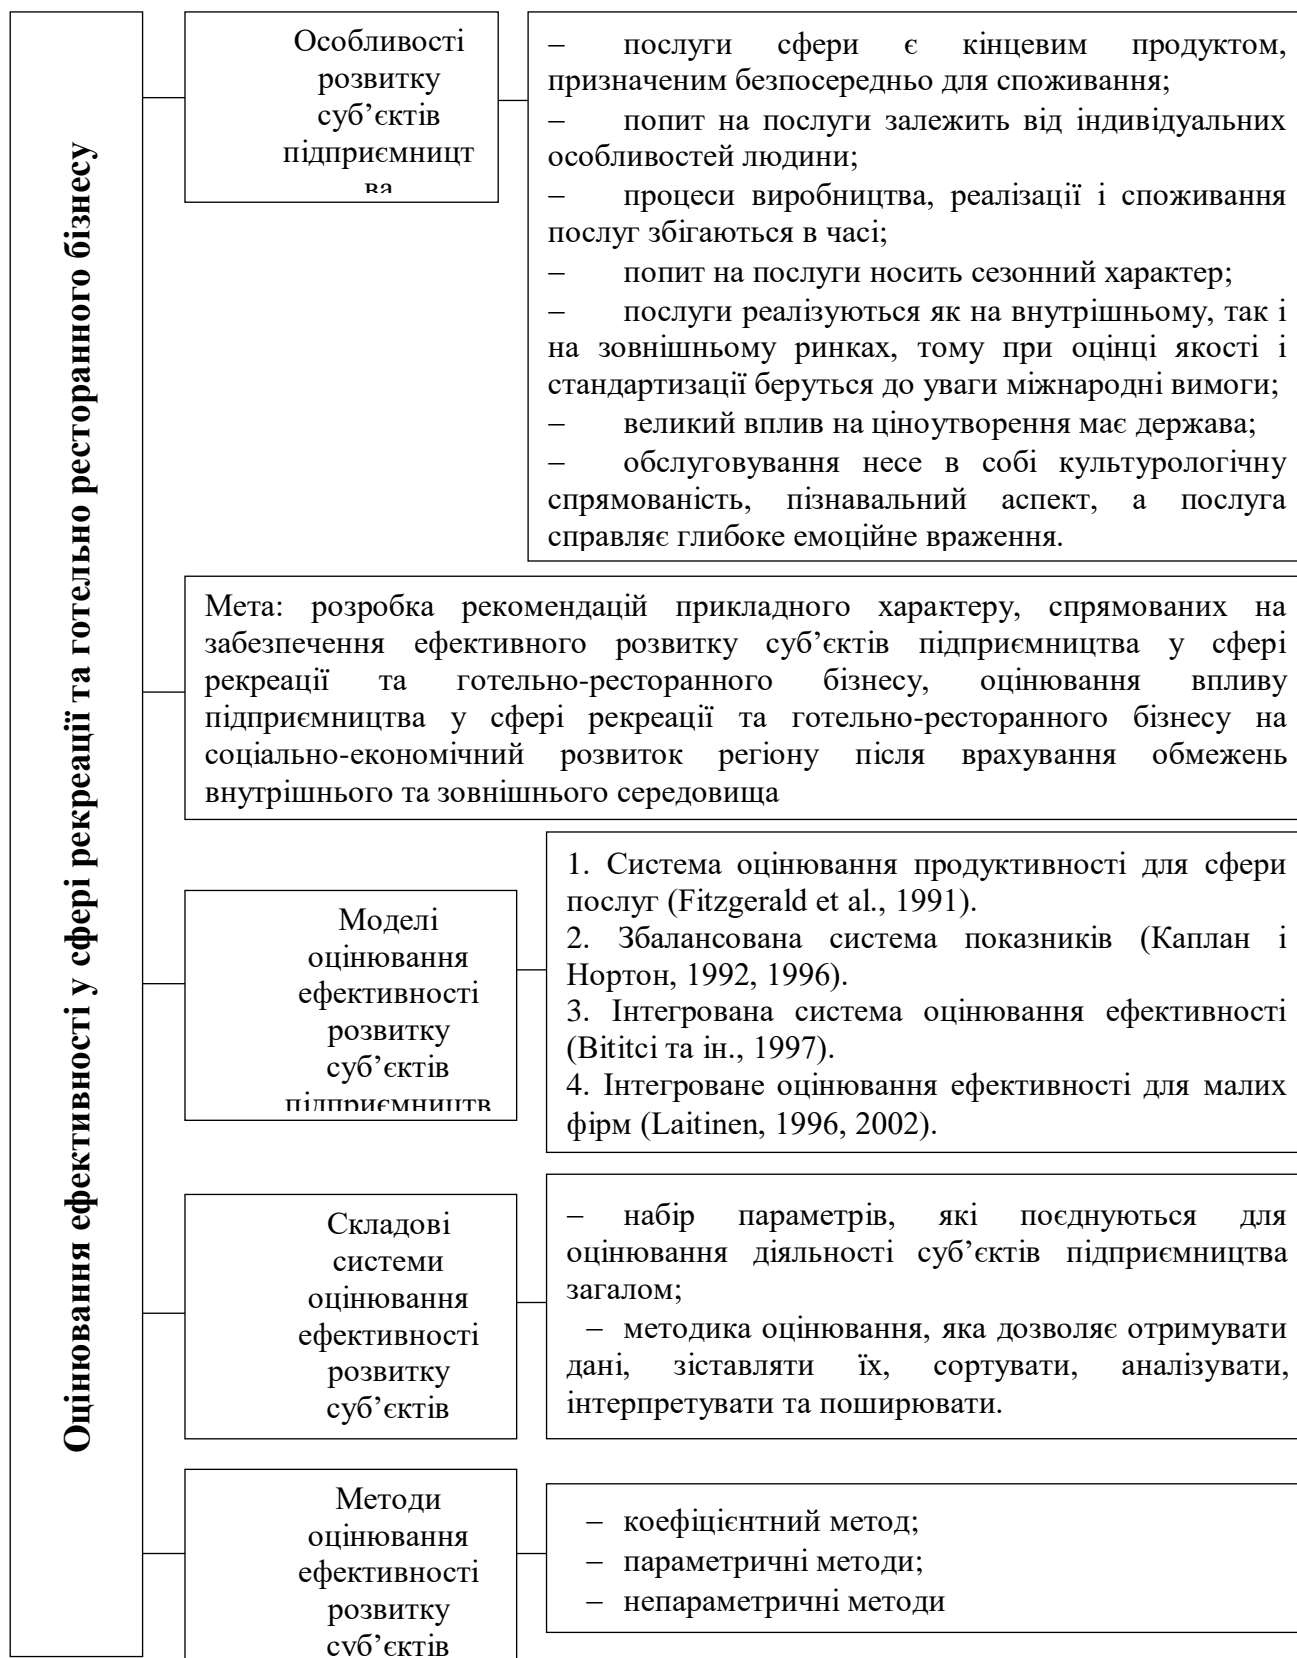 Оцінювання ефективності у сфері рекреації та готельно ресторанного бізнесу
Особливості
розвитку
суб’єктів
підприємницт
ва
– послуги сфери є кінцевим продуктом,
призначеним безпосередньо для споживання;
– попит на послуги залежить від індивідуальних
особливостей людини;
– процеси виробництва, реалізації і споживання
послуг збігаються в часі;
– попит на послуги носить сезонний характер;
– послуги реалізуються як на внутрішньому, так і
на зовнішньому ринках, тому при оцінці якості і
стандартизації беруться до уваги міжнародні вимоги;
– великий вплив на ціноутворення має держава;
– обслуговування несе в собі культурологічну
спрямованість, пізнавальний аспект, а послуга
справляє глибоке емоційне враження.
Мета: розробка рекомендацій прикладного характеру, спрямованих на
забезпечення ефективного розвитку суб’єктів підприємництва у сфері
рекреації та готельно-ресторанного бізнесу, оцінювання впливу
підприємництва у сфері рекреації та готельно-ресторанного бізнесу на
соціально-економічний розвиток регіону після врахування обмежень
внутрішнього та зовнішнього середовища
Моделі
оцінювання
ефективності
розвитку
суб’єктів
підприємництв
1. Система оцінювання продуктивності для сфери
послуг (Fitzgerald et al., 1991).
2. Збалансована система показників (Каплан і
Нортон, 1992, 1996).
3. Інтегрована система оцінювання ефективності
(Bititci та ін., 1997).
4. Інтегроване оцінювання ефективності для малих
фірм (Laitinen, 1996, 2002).
Складові
системи
оцінювання
ефективності
розвитку
суб’єктів
– набір параметрів, які поєднуються для
оцінювання діяльності суб’єктів підприємництва
загалом;
– методика оцінювання, яка дозволяє отримувати
дані, зіставляти їх, сортувати, аналізувати,
інтерпретувати та поширювати.
Методи
оцінювання
ефективності
розвитку
суб’єктів
– коефіцієнтний метод;
– параметричні методи;
– непараметричні методи